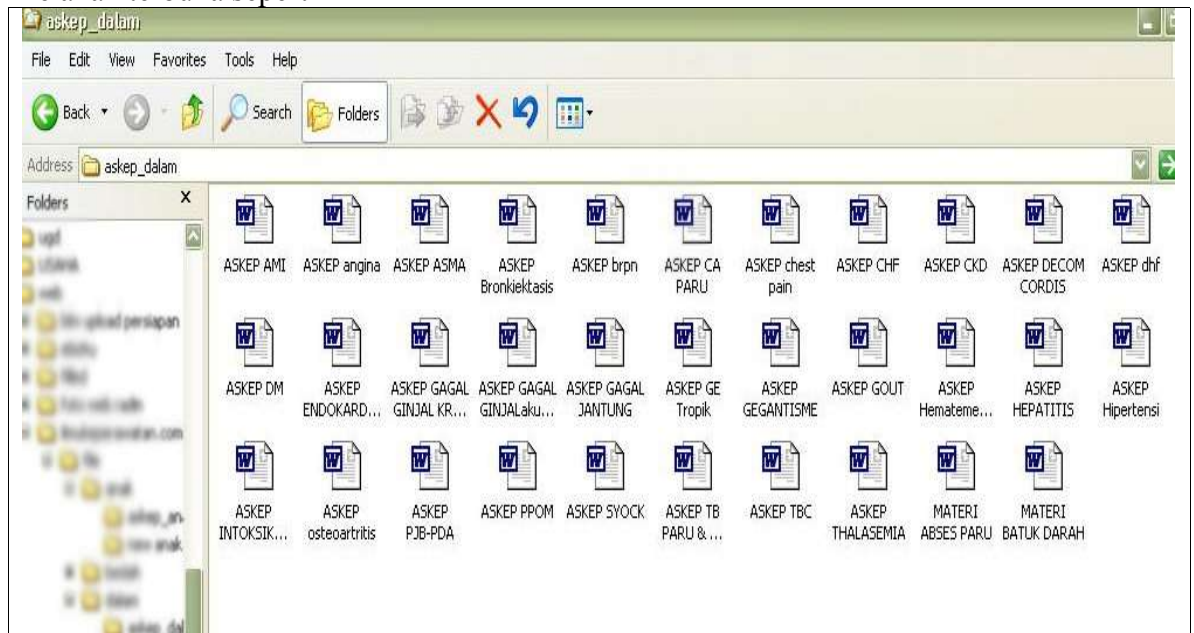 askep_dalam
File Edit View Favorites Tools Help
Back Search Folders
Address askep_dalam
Folders X
ugd
USAHA
web
persiapan
ASKEP AMI ASKEP angina ASKEP ASMA ASKEP Bronkiektasis ASKEP brpn ASKEP CA PARU ASKEP chest pain ASKEP CHF ASKEP CKD ASKEP DECOM CORDIS ASKEP dhf
ASKEP DM ASKEP ENDOKARD... ASKEP GAGAL GINJAL KR... ASKEP GAGAL GINJALaku... ASKEP GAGAL JANTUNG ASKEP GE Tropik ASKEP GEGANTISME ASKEP GOUT ASKEP Hemateme... ASKEP HEPATITIS ASKEP Hipertensi
ASKEP INTOKSIK... ASKEP osteoartritis ASKEP PJB-PDA ASKEP PPOM ASKEP SYOCK ASKEP TB PARU & ... ASKEP TBC ASKEP THALASEMIA MATERI ABSES PARU MATERI BATUK DARAH